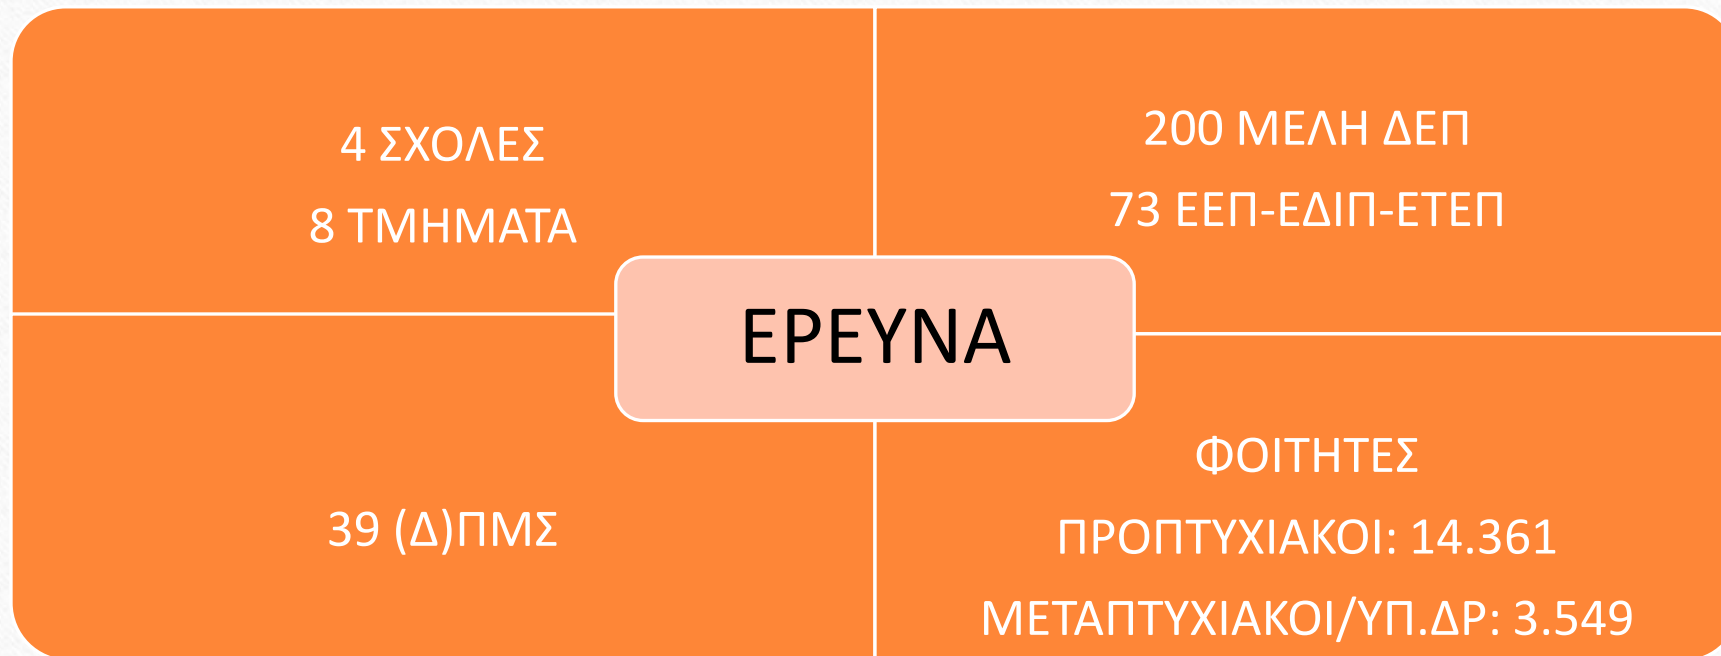 4 ΣΧΟΛΕΣ
8 ΤΜΗΜΑΤΑ
200 ΜΕΛΗ ΔΕΠ
73 ΕΕΠ-ΕΔΙΠ-ΕΤΕΠ
ΕΡΕΥΝΑ
39 (Δ)ΠΜΣ
ΦΟΙΤΗΤΕΣ
ΠΡΟΠΤΥΧΙΑΚΟΙ: 14.361
ΜΕΤΑΠΤΥΧΙΑΚΟΙ/ΥΠ.ΔΡ: 3.549